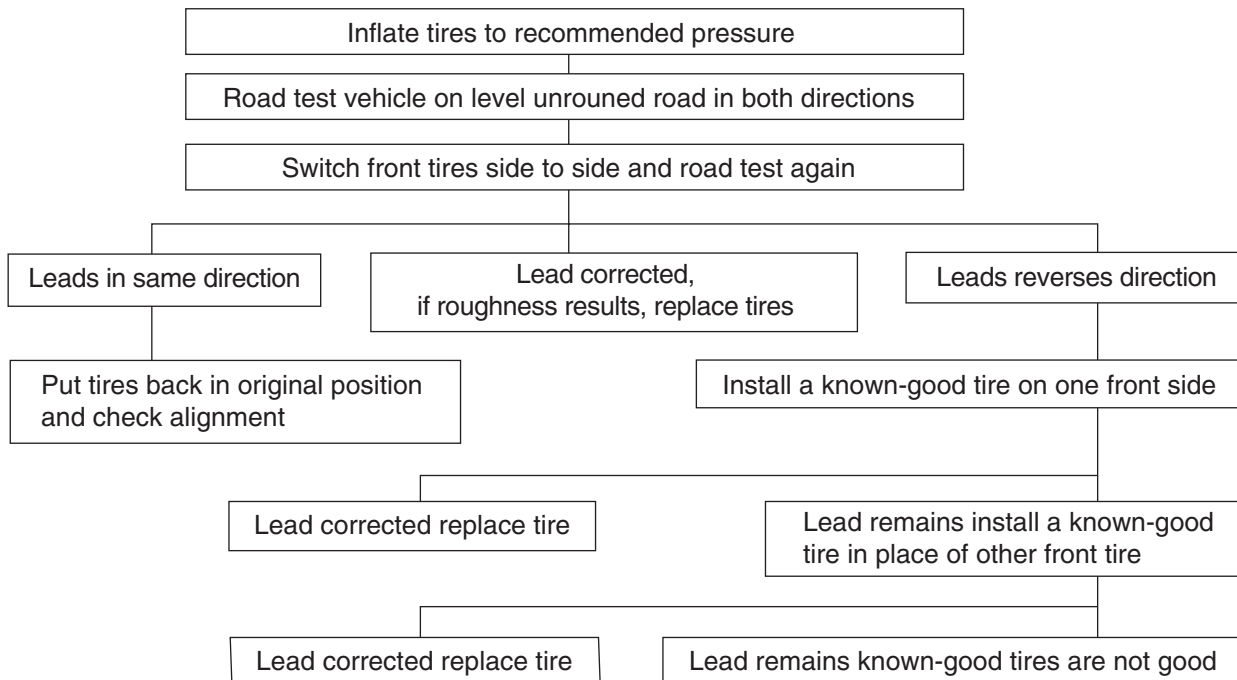 Inflate tires to recommended pressure
Road test vehicle on level unrouned road in both directions
Switch front tires side to side and road test again
Leads in same direction
Lead corrected,
if roughness results, replace tires
Leads reverses direction
Put tires back in original position
and check alignment
Install a known-good tire on one front side
Lead corrected replace tire
Lead remains install a known-good
tire in place of other front tire
Lead corrected replace tire
Lead remains known-good tires are not good